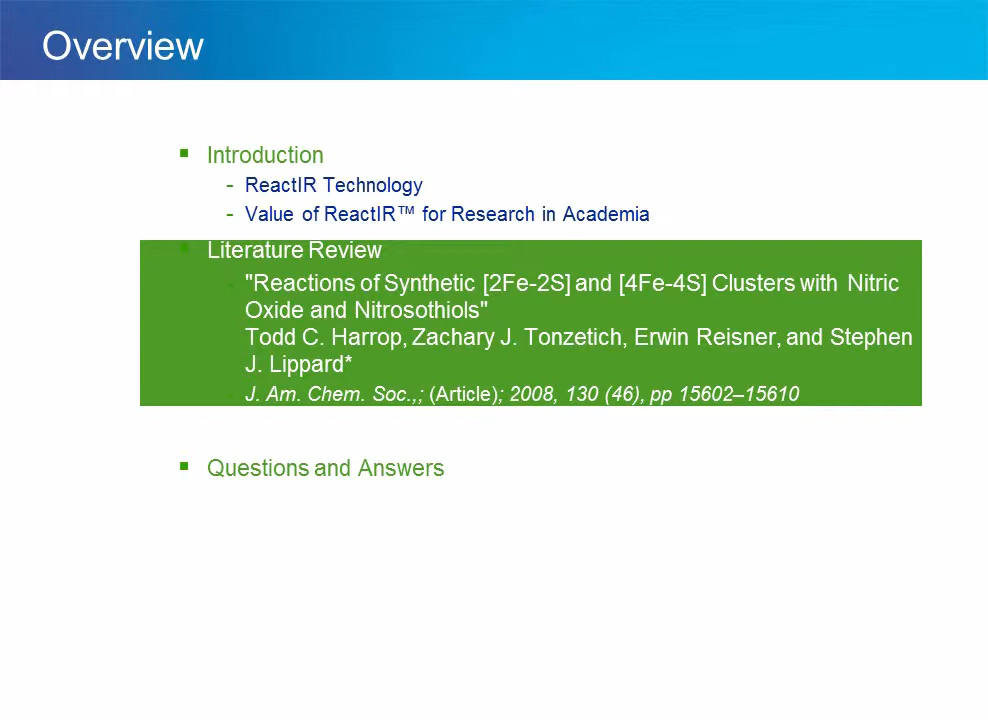 Overview
Introduction
- ReactIR Technology
- Value of ReactIR™ for Research in Academia
Literature Review
- "Reactions of Synthetic [2Fe-2S] and [4Fe-4S] Clusters with Nitric
Oxide and Nitrosothiols"
Todd C. Harrop, Zachary J. Tonzetich, Erwin Reisner, and Stephen
J. Lippard*
- J. Am. Chem. Soc.,; (Article); 2008, 130 (46), pp 15602–15610
Questions and Answers